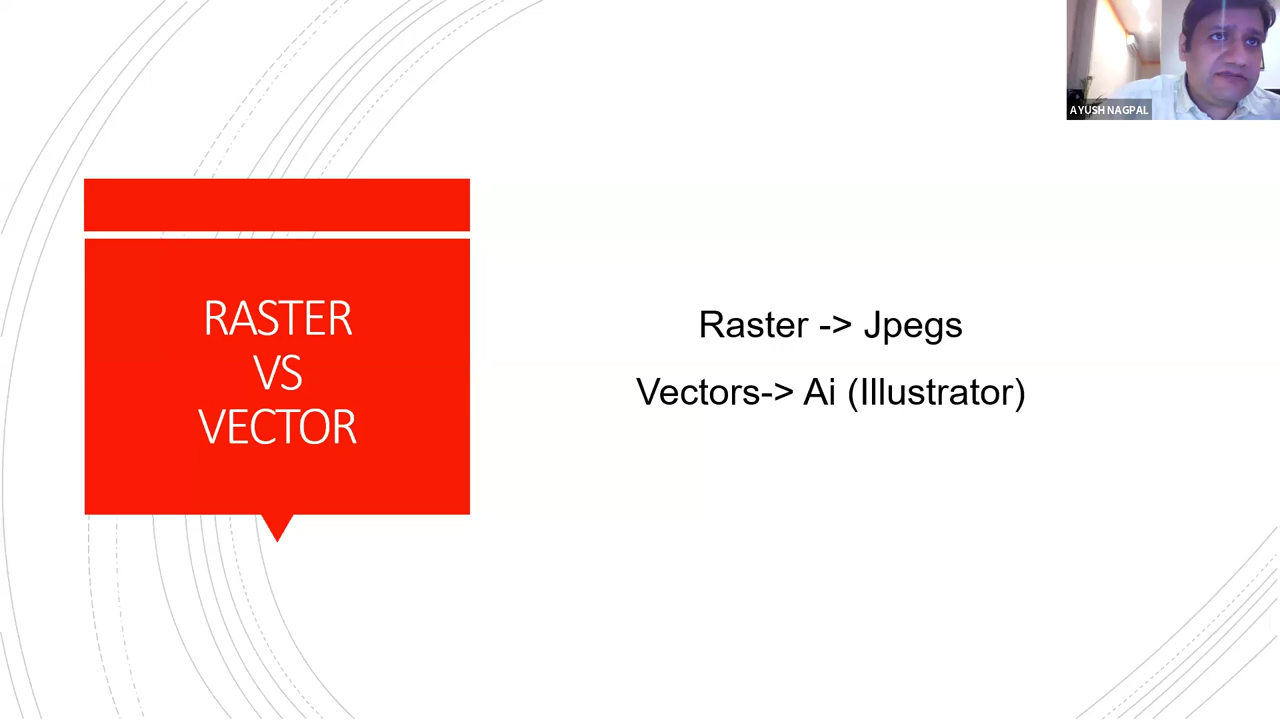 AYUSH NAGPAL
RASTER
VS
VECTOR
Raster -> Jpegs
Vectors-> Ai (Illustrator)